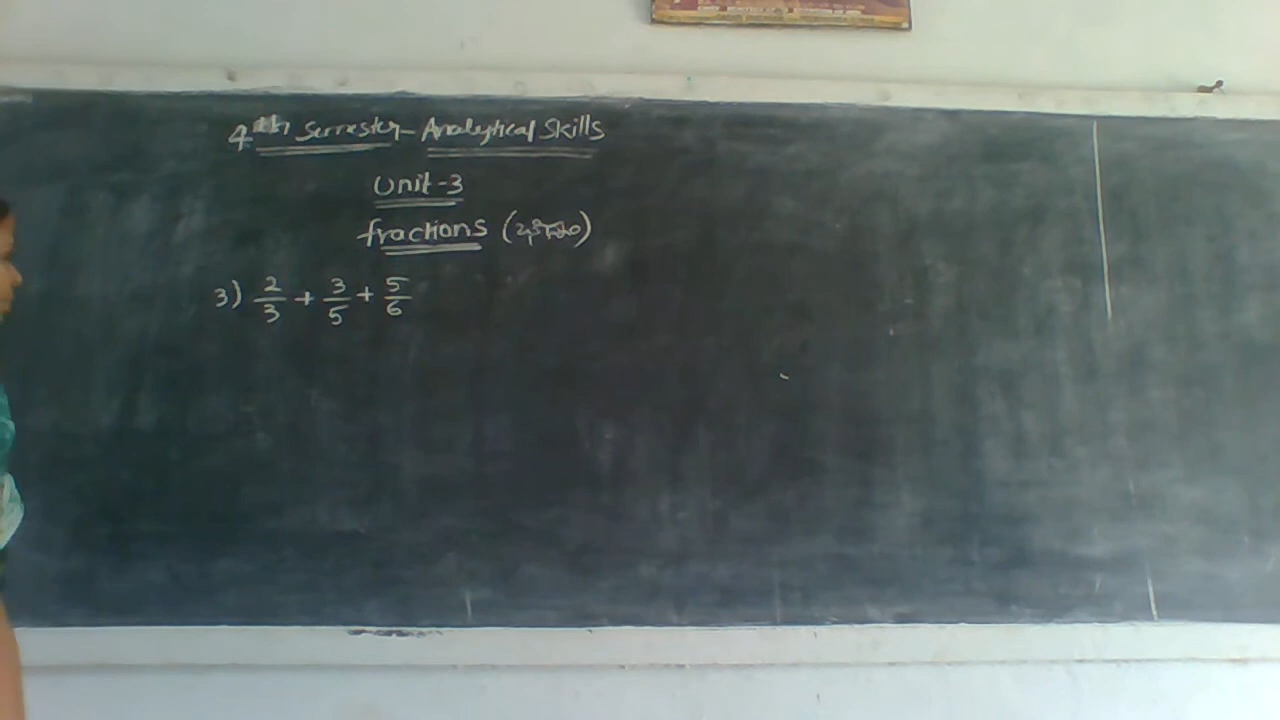 4th Semester - Analytical Skills
Unit-3
fractions
3) 2/3 + 3/5 + 5/6